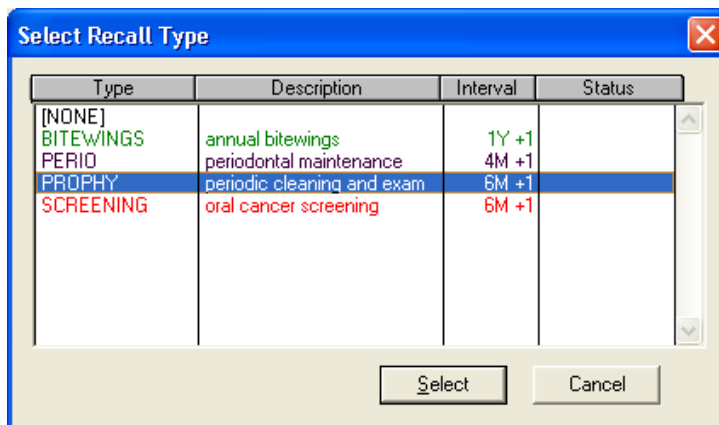 Select Recall Type
Type Description Interval Status
[NONE]
BITEWINGS annual bitewings 1Y +1
PERIO periodontal maintenance 4M +1
PROPHY periodic cleaning and exam 6M +1
SCREENING oral cancer screening 6M +1
Select Cancel